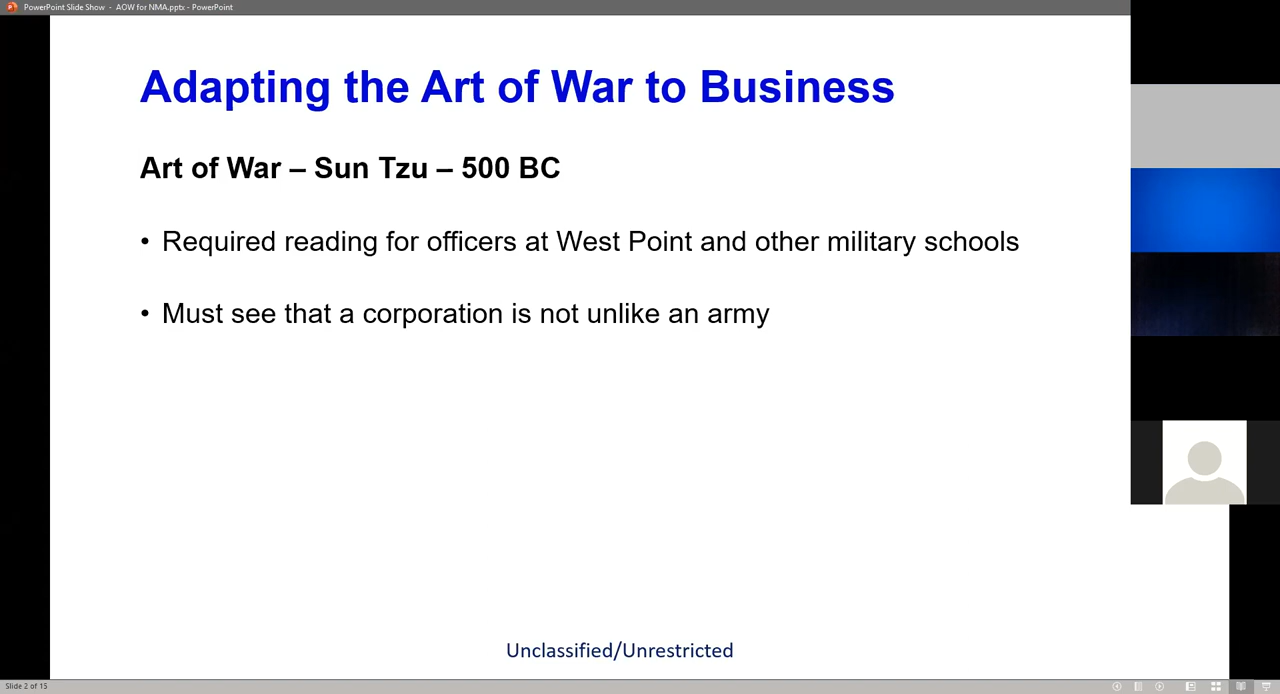 PowerPoint Slide Show - AOW for NMA.pptx - PowerPoint
Adapting the Art of War to Business
Art of War – Sun Tzu – 500 BC
• Required reading for officers at West Point and other military schools
• Must see that a corporation is not unlike an army
Unclassified/Unrestricted
Slide 2 of 15